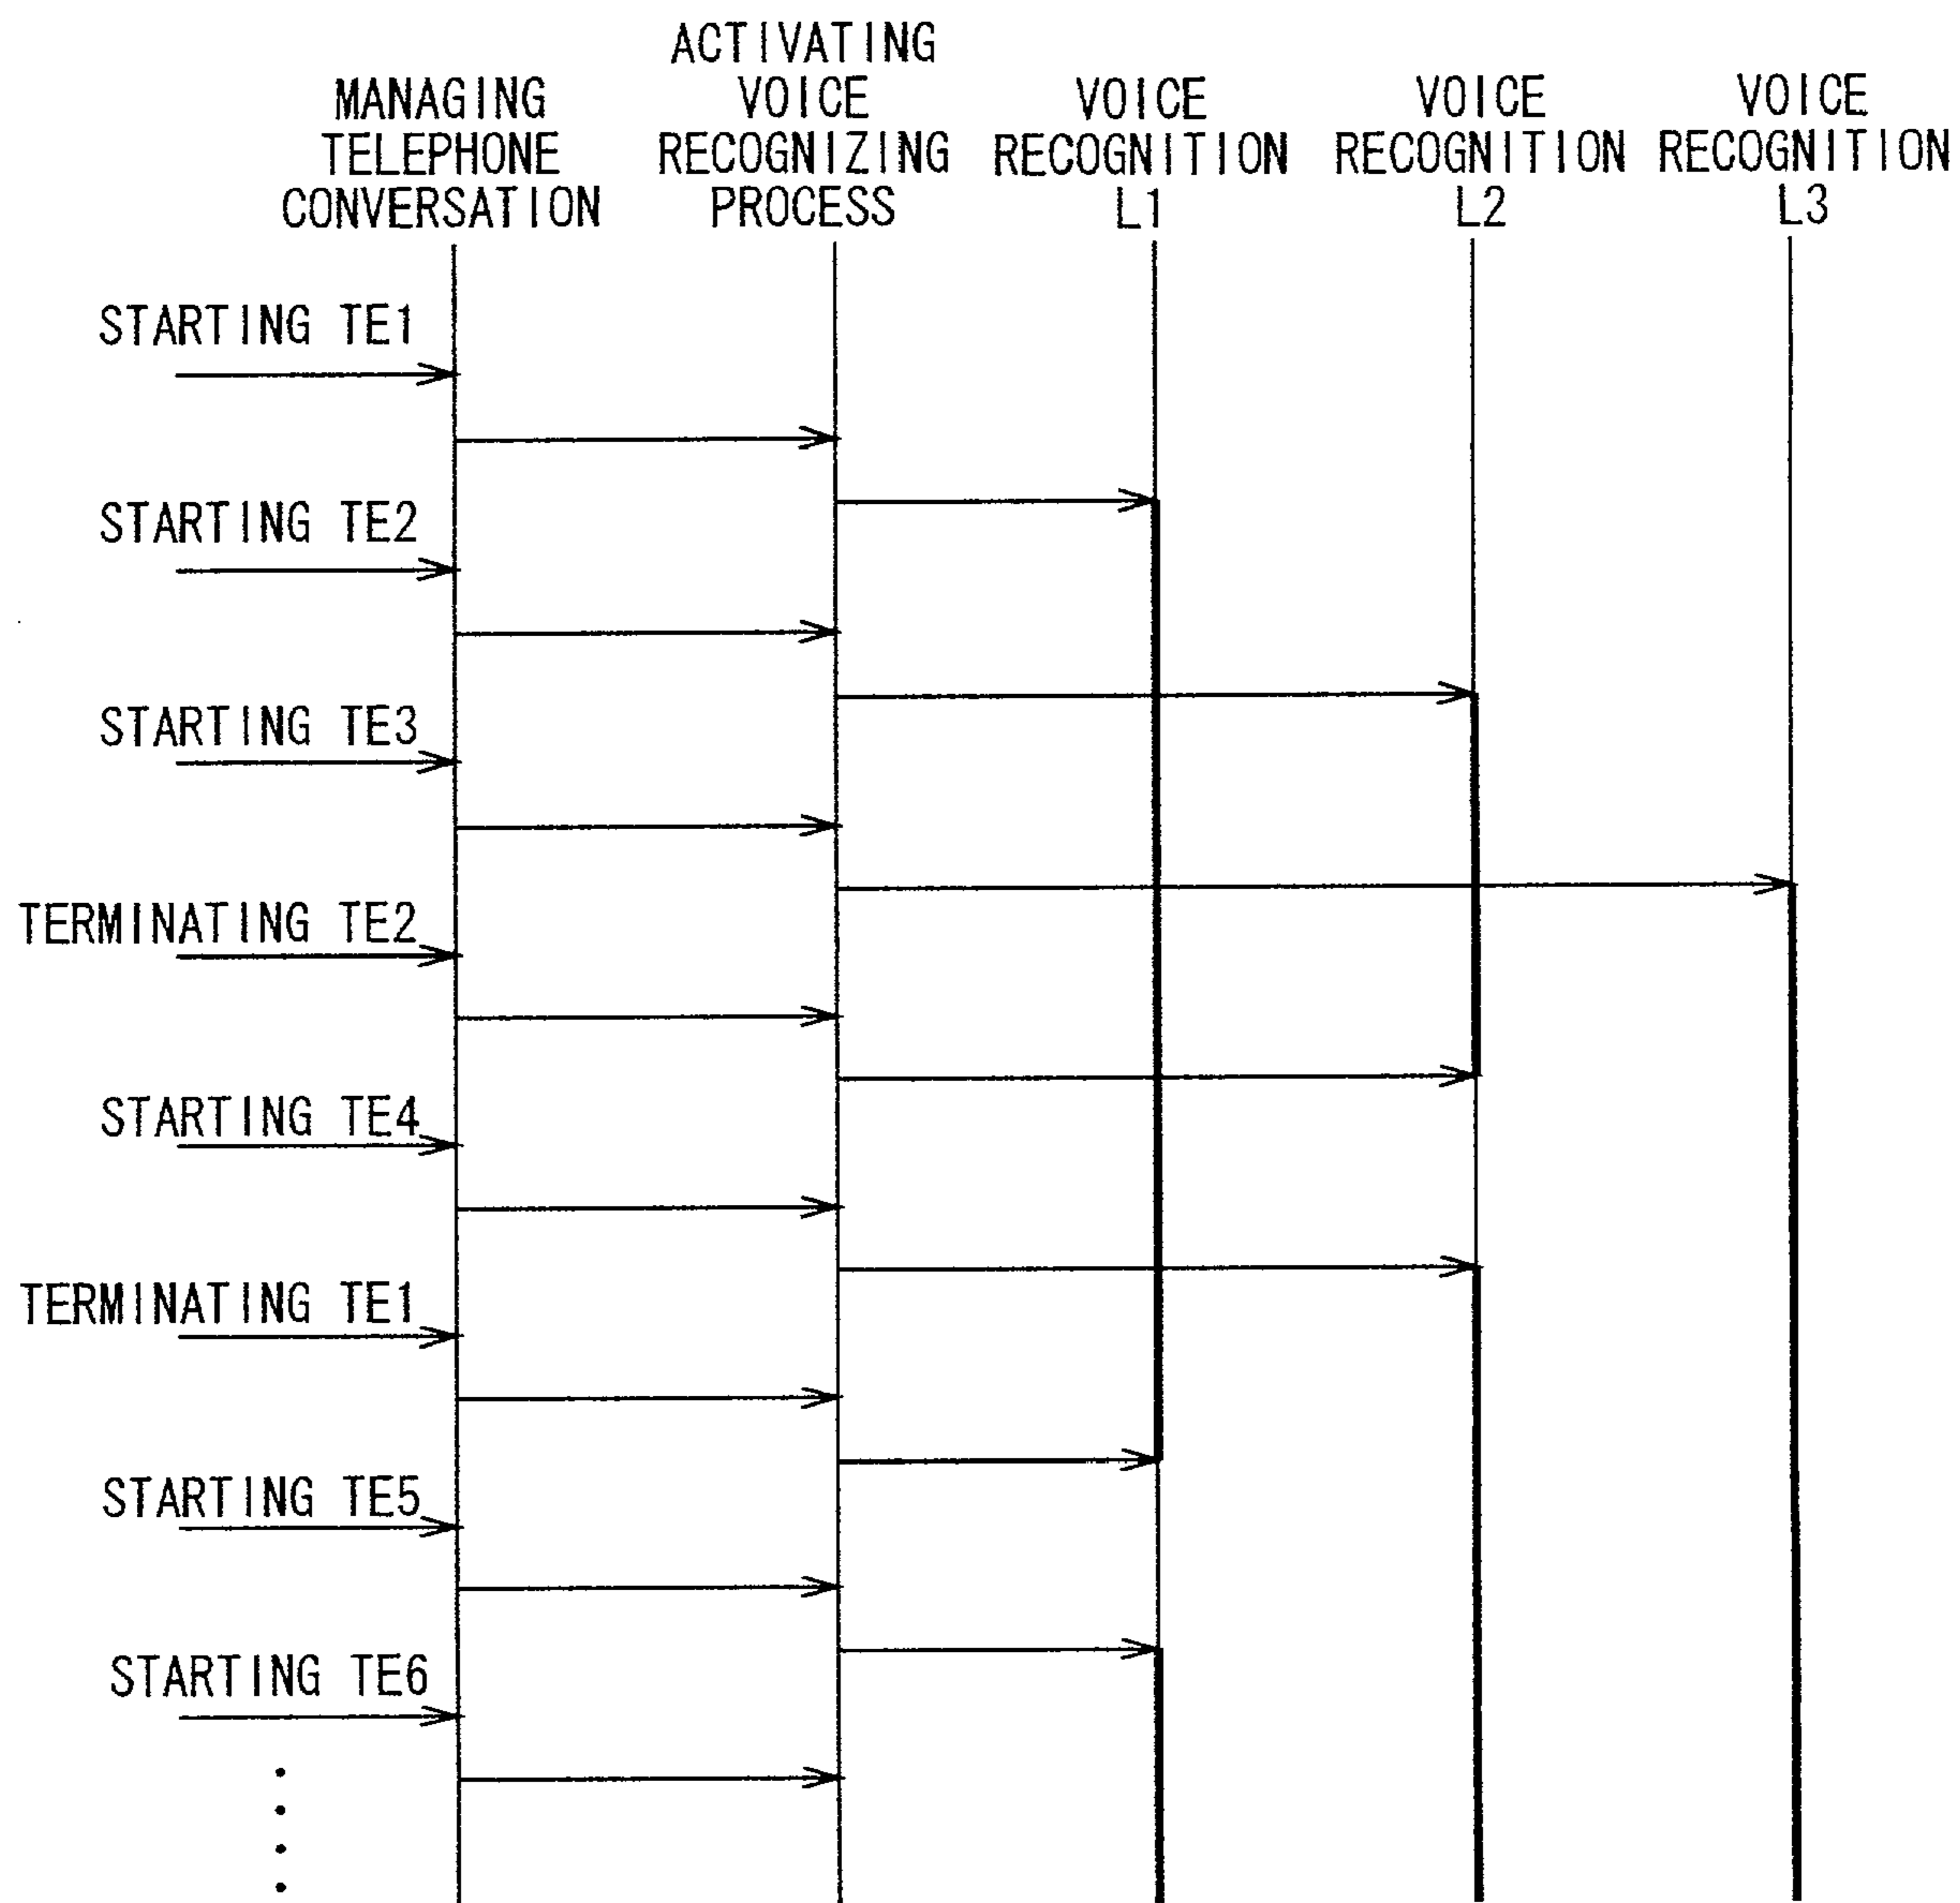 MANAGING
TELEPHONE
CONVERSATION
ACTIVATING
VOICE
RECOGNIZING
PROCESS
VOICE
RECOGNITION
L1
VOICE
RECOGNITION
L2
VOICE
RECOGNITION
L3
STARTING TE1
STARTING TE2
STARTING TE3
TERMINATING TE2
STARTING TE4
TERMINATING TE1
STARTING TE5
STARTING TE6